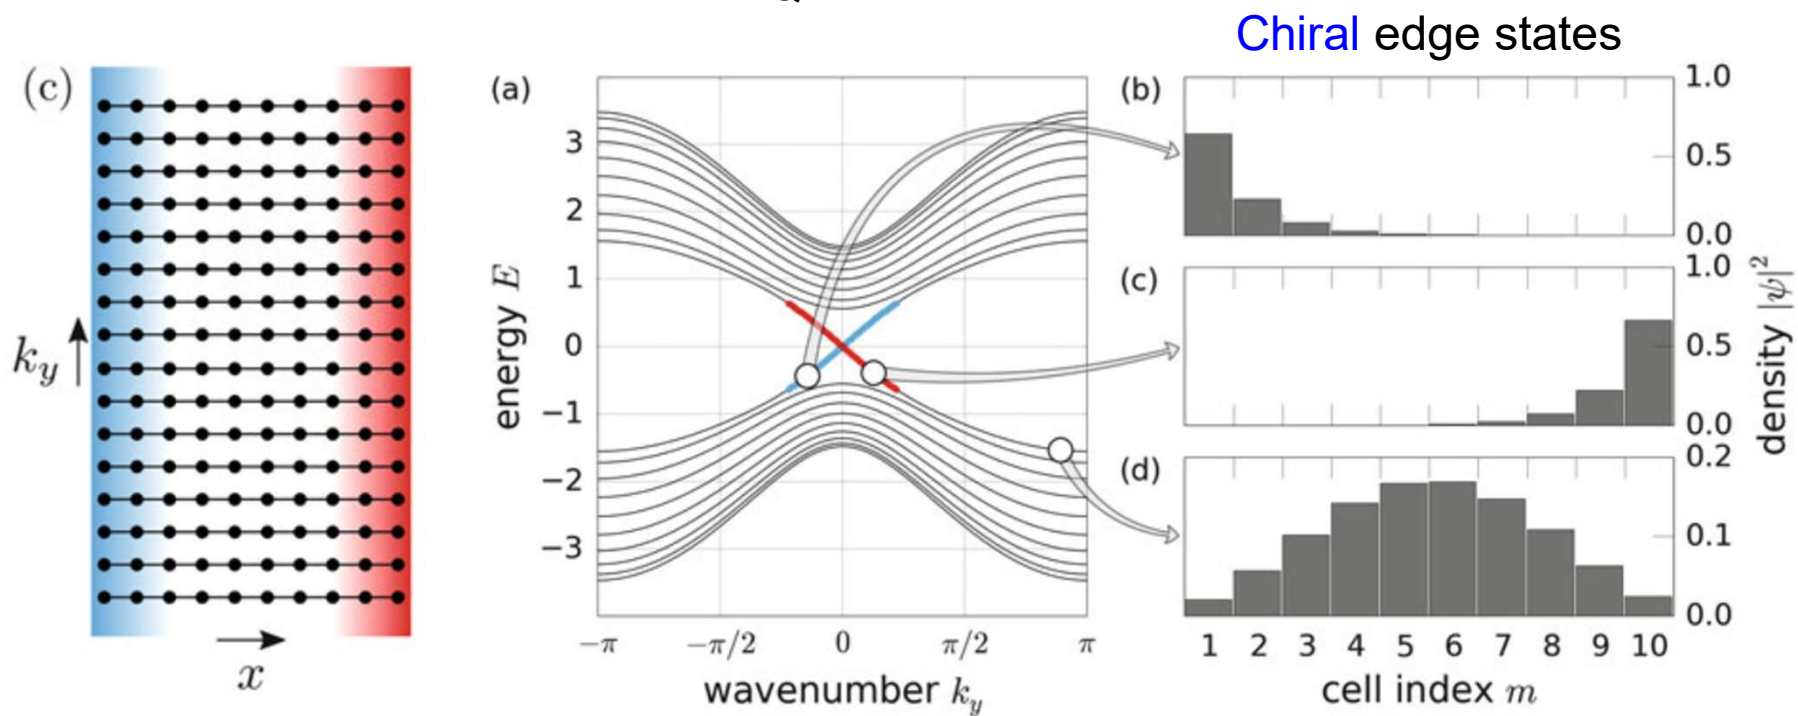 Chiral edge states
(c)
k_y
x
(a)
energy E
3
2
1
0
−1
−2
−3
−π
−π/2
0
π/2
π
wavenumber k_y
(b)
1.0
0.5
0.0
(c)
1.0
0.5
0.0
(d)
0.2
0.1
0.0
density |ψ|²
1 2 3 4 5 6 7 8 9 10
cell index m